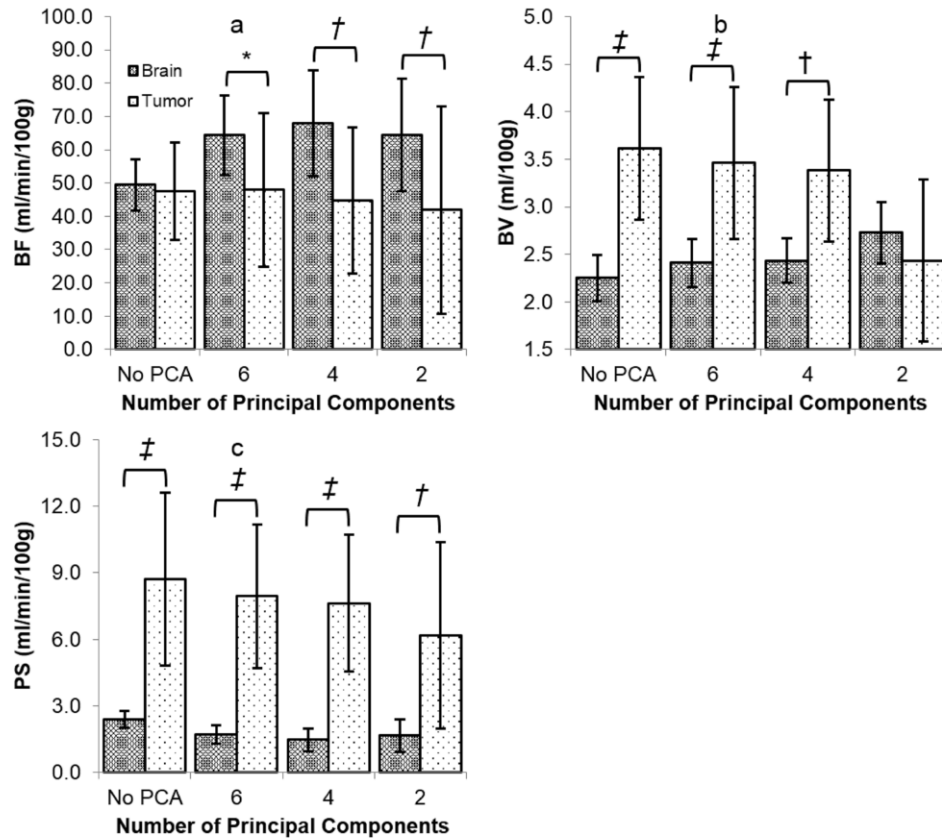 a
100.0
90.0
80.0
70.0
60.0
50.0
40.0
30.0
20.0
10.0
0.0
BF (ml/min/100g)
Brain
Tumor
*
†
†
No PCA 6 4 2
Number of Principal Components
b
5.0
4.5
4.0
3.5
3.0
2.5
2.0
1.5
BV (ml/100g)
‡
‡
†
No PCA 6 4 2
Number of Principal Components
c
15.0
12.0
9.0
6.0
3.0
0.0
PS (ml/min/100g)
‡
‡
‡
†
No PCA 6 4 2
Number of Principal Components